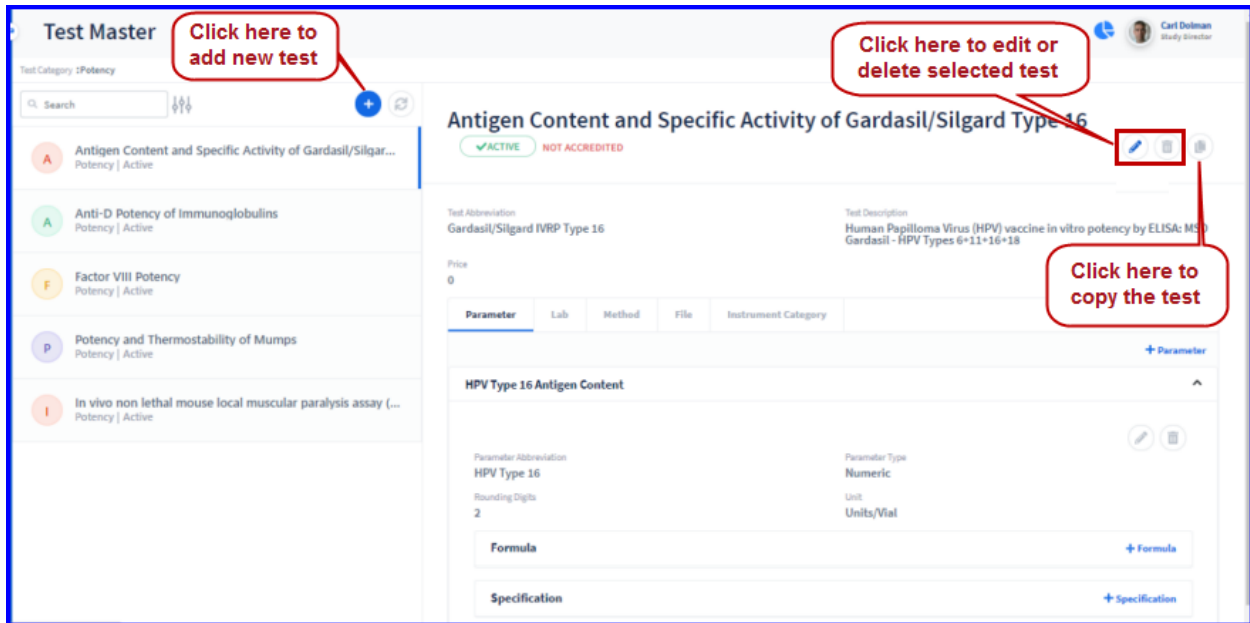 Test Master
Click here to
add new test
Click here to edit or
delete selected test
Carl Dolman
Study Director
Test Category :Potency
Search
A
Antigen Content and Specific Activity of Gardasil/Silgar...
Potency | Active
A
Anti-D Potency of Immunoglobulins
Potency | Active
F
Factor VIII Potency
Potency | Active
P
Potency and Thermostability of Mumps
Potency | Active
I
In vivo non lethal mouse local muscular paralysis assay (...
Potency | Active
Antigen Content and Specific Activity of Gardasil/Silgard Type 16
ACTIVE NOT ACCREDITED
Test Abbreviation
Gardasil/Silgard IVRP Type 16
Test Description
Human Papilloma Virus (HPV) vaccine in vitro potency by ELISA: MSD
Gardasil - HPV Types 6+11+16+18
Price
0
Click here to
copy the test
Parameter Lab Method File Instrument Category
+ Parameter
HPV Type 16 Antigen Content
Parameter Abbreviation
HPV Type 16
Parameter Type
Numeric
Rounding Digits
2
Unit
Units/Vial
Formula
+ Formula
Specification
+ Specification